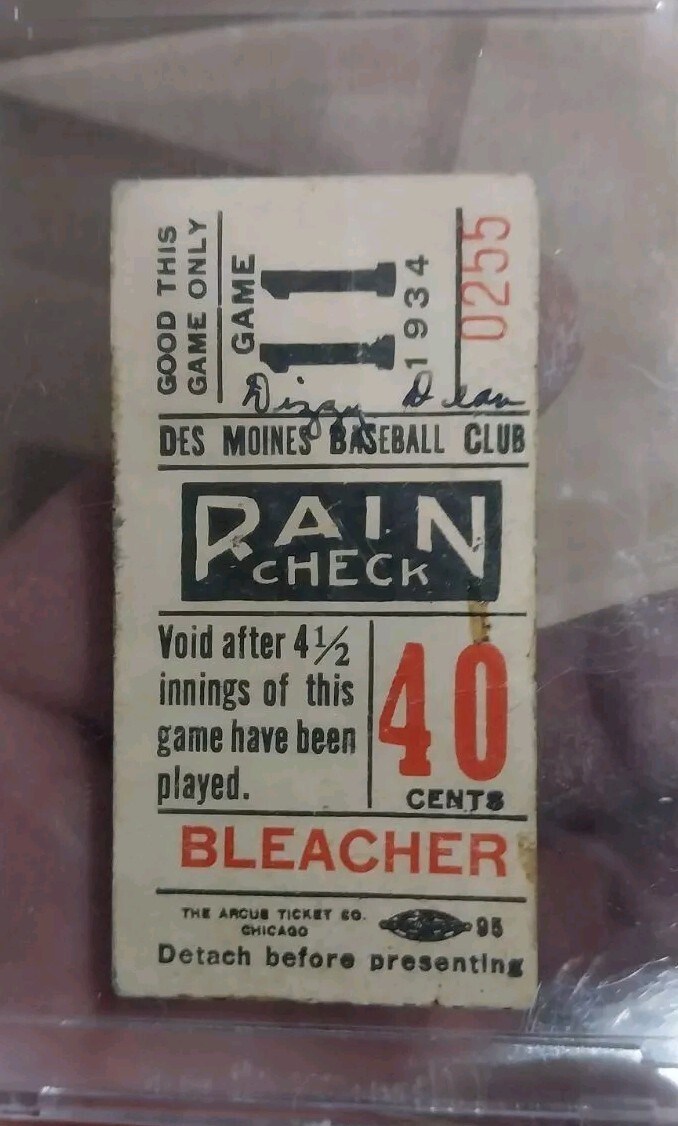 GOOD THIS
GAME ONLY
GAME
11
1934
0255
Dizzy Dean
DES MOINES BASEBALL CLUB
RAIN
CHECK
Void after 4½
innings of this
game have been
played.
40
CENTS
BLEACHER
THE ARCUS TICKET CO.
CHICAGO
95
Detach before presenting